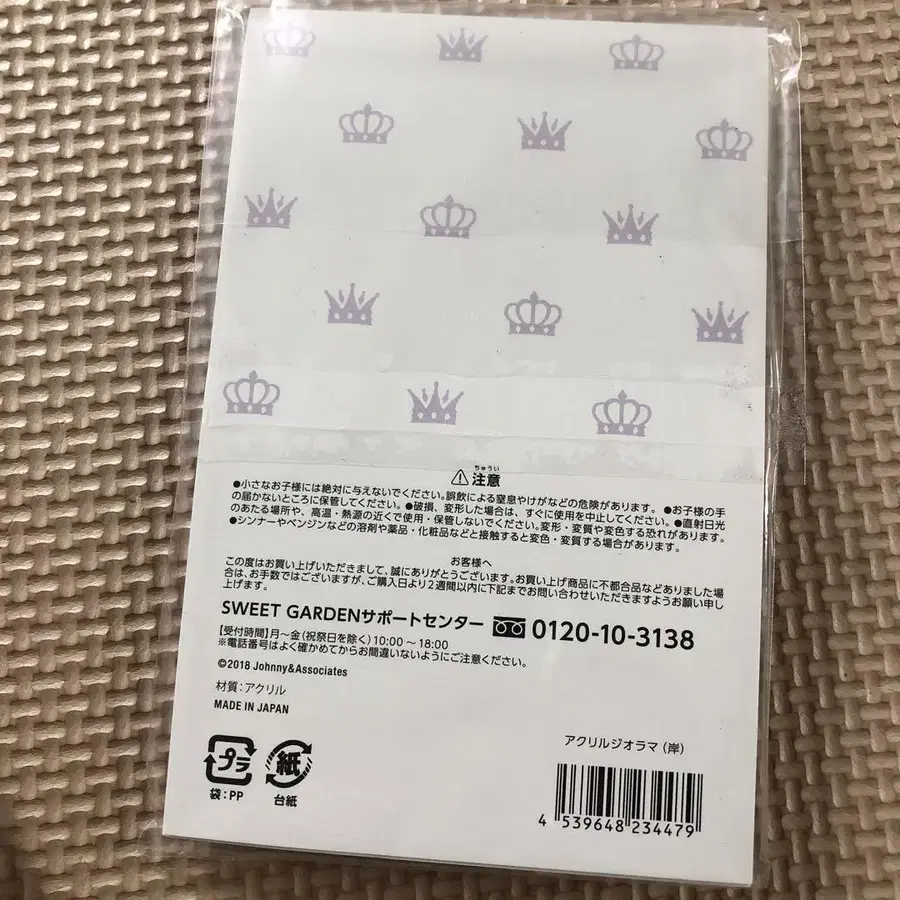 ちゅうい
注意
●小さなお子様には絶対に与えないでください。誤飲による窒息やけがなどの危険があります。 ●お子様の手
の届かないところに保管してください。●破損、変形した場合は、すぐに使用を中止してください。●直射日光
のあたる場所や、高温・熱源の近くで使用・保管しないでください。変形・変質や変色する恐れがあります。
●シンナーやベンジンなどの溶剤や薬品・化粧品などと接触すると変色・変質する場合があります。
お客様へ
この度はお買い上げいただきまして、誠にありがとうございます。お買い上げ商品に不都合品などありました場
合は、お手数ではございますが、ご購入日より2週間以内に下記までお問い合わせいただきますようお願い申し
上げます。
SWEET GARDENサポートセンター 0120-10-3138
【受付時間】月〜金(祝祭日を除く)10:00〜18:00
※電話番号はよく確かめてからお間違いないようにご注意ください。
©2018 Johnny&Associates
材質:アクリル
MADE IN JAPAN
アクリルジオラマ(岸)
プラ 紙
袋:PP 台紙
4 539648 234479